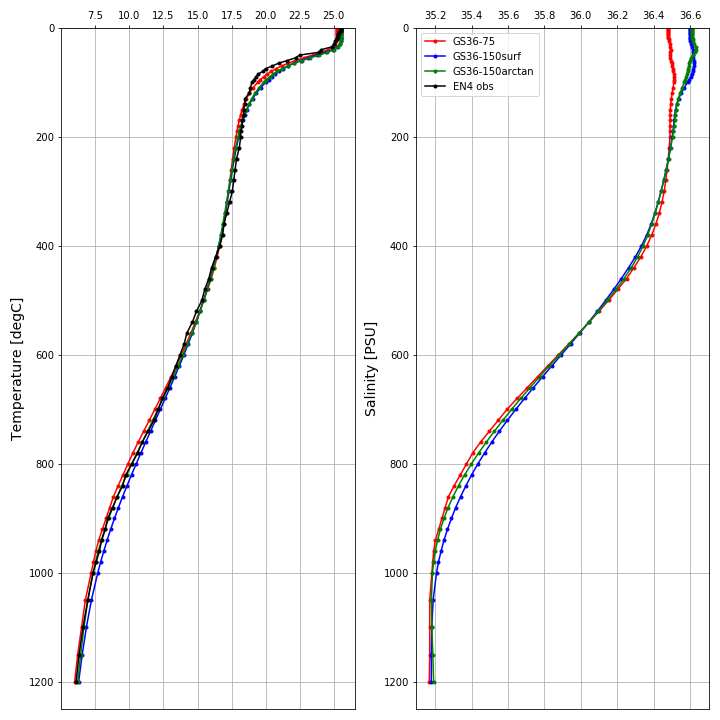 7.5 10.0 12.5 15.0 17.5 20.0 22.5 25.0
0
200
400
600
800
1000
1200
Temperature [degC]
35.2 35.4 35.6 35.8 36.0 36.2 36.4 36.6
0
200
400
600
800
1000
1200
Salinity [PSU]
GS36-75
GS36-150surf
GS36-150arctan
EN4 obs